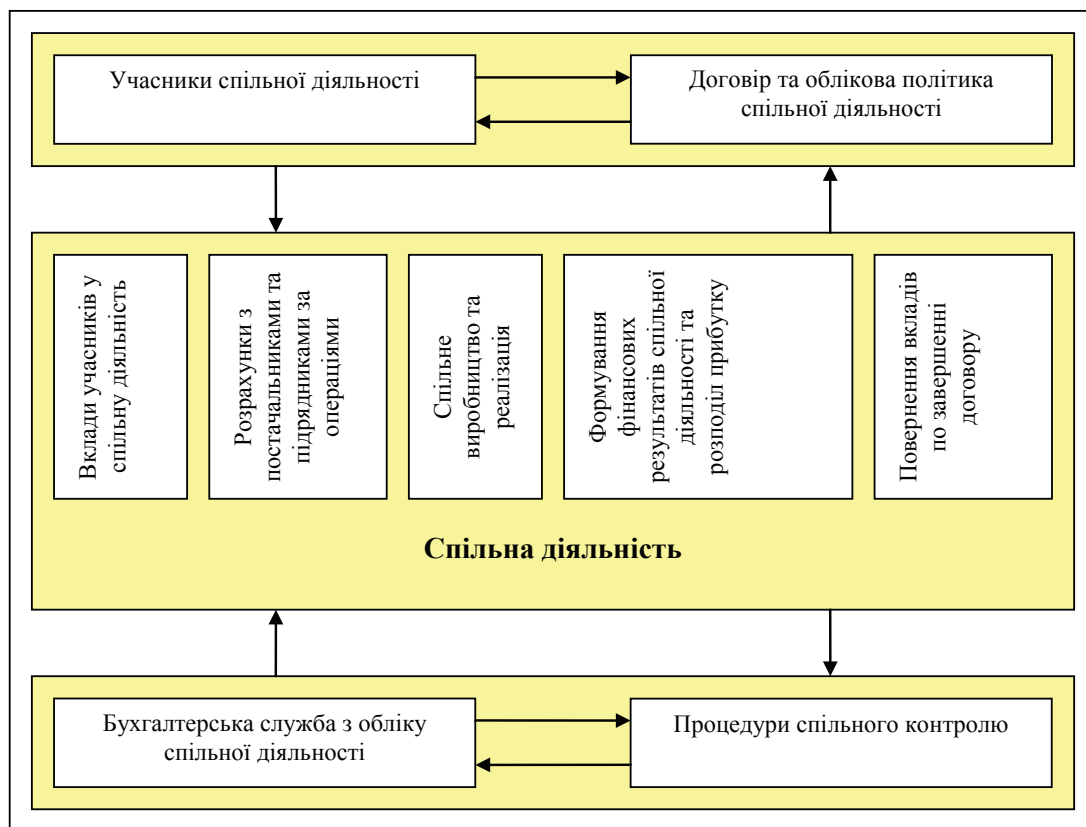 Учасники спільної діяльності
Договір та облікова політика
спільної діяльності
Вклади учасників у
спільну діяльність
Розрахунки з
постачальниками та
підрядниками за
операціями
Спільне
виробництво та
реалізація
Формування
фінансових
результатів спільної
діяльності та
розподіл прибутку
Повернення вкладів
по завершенні
договору
Спільна діяльність
Бухгалтерська служба з обліку
спільної діяльності
Процедури спільного контролю